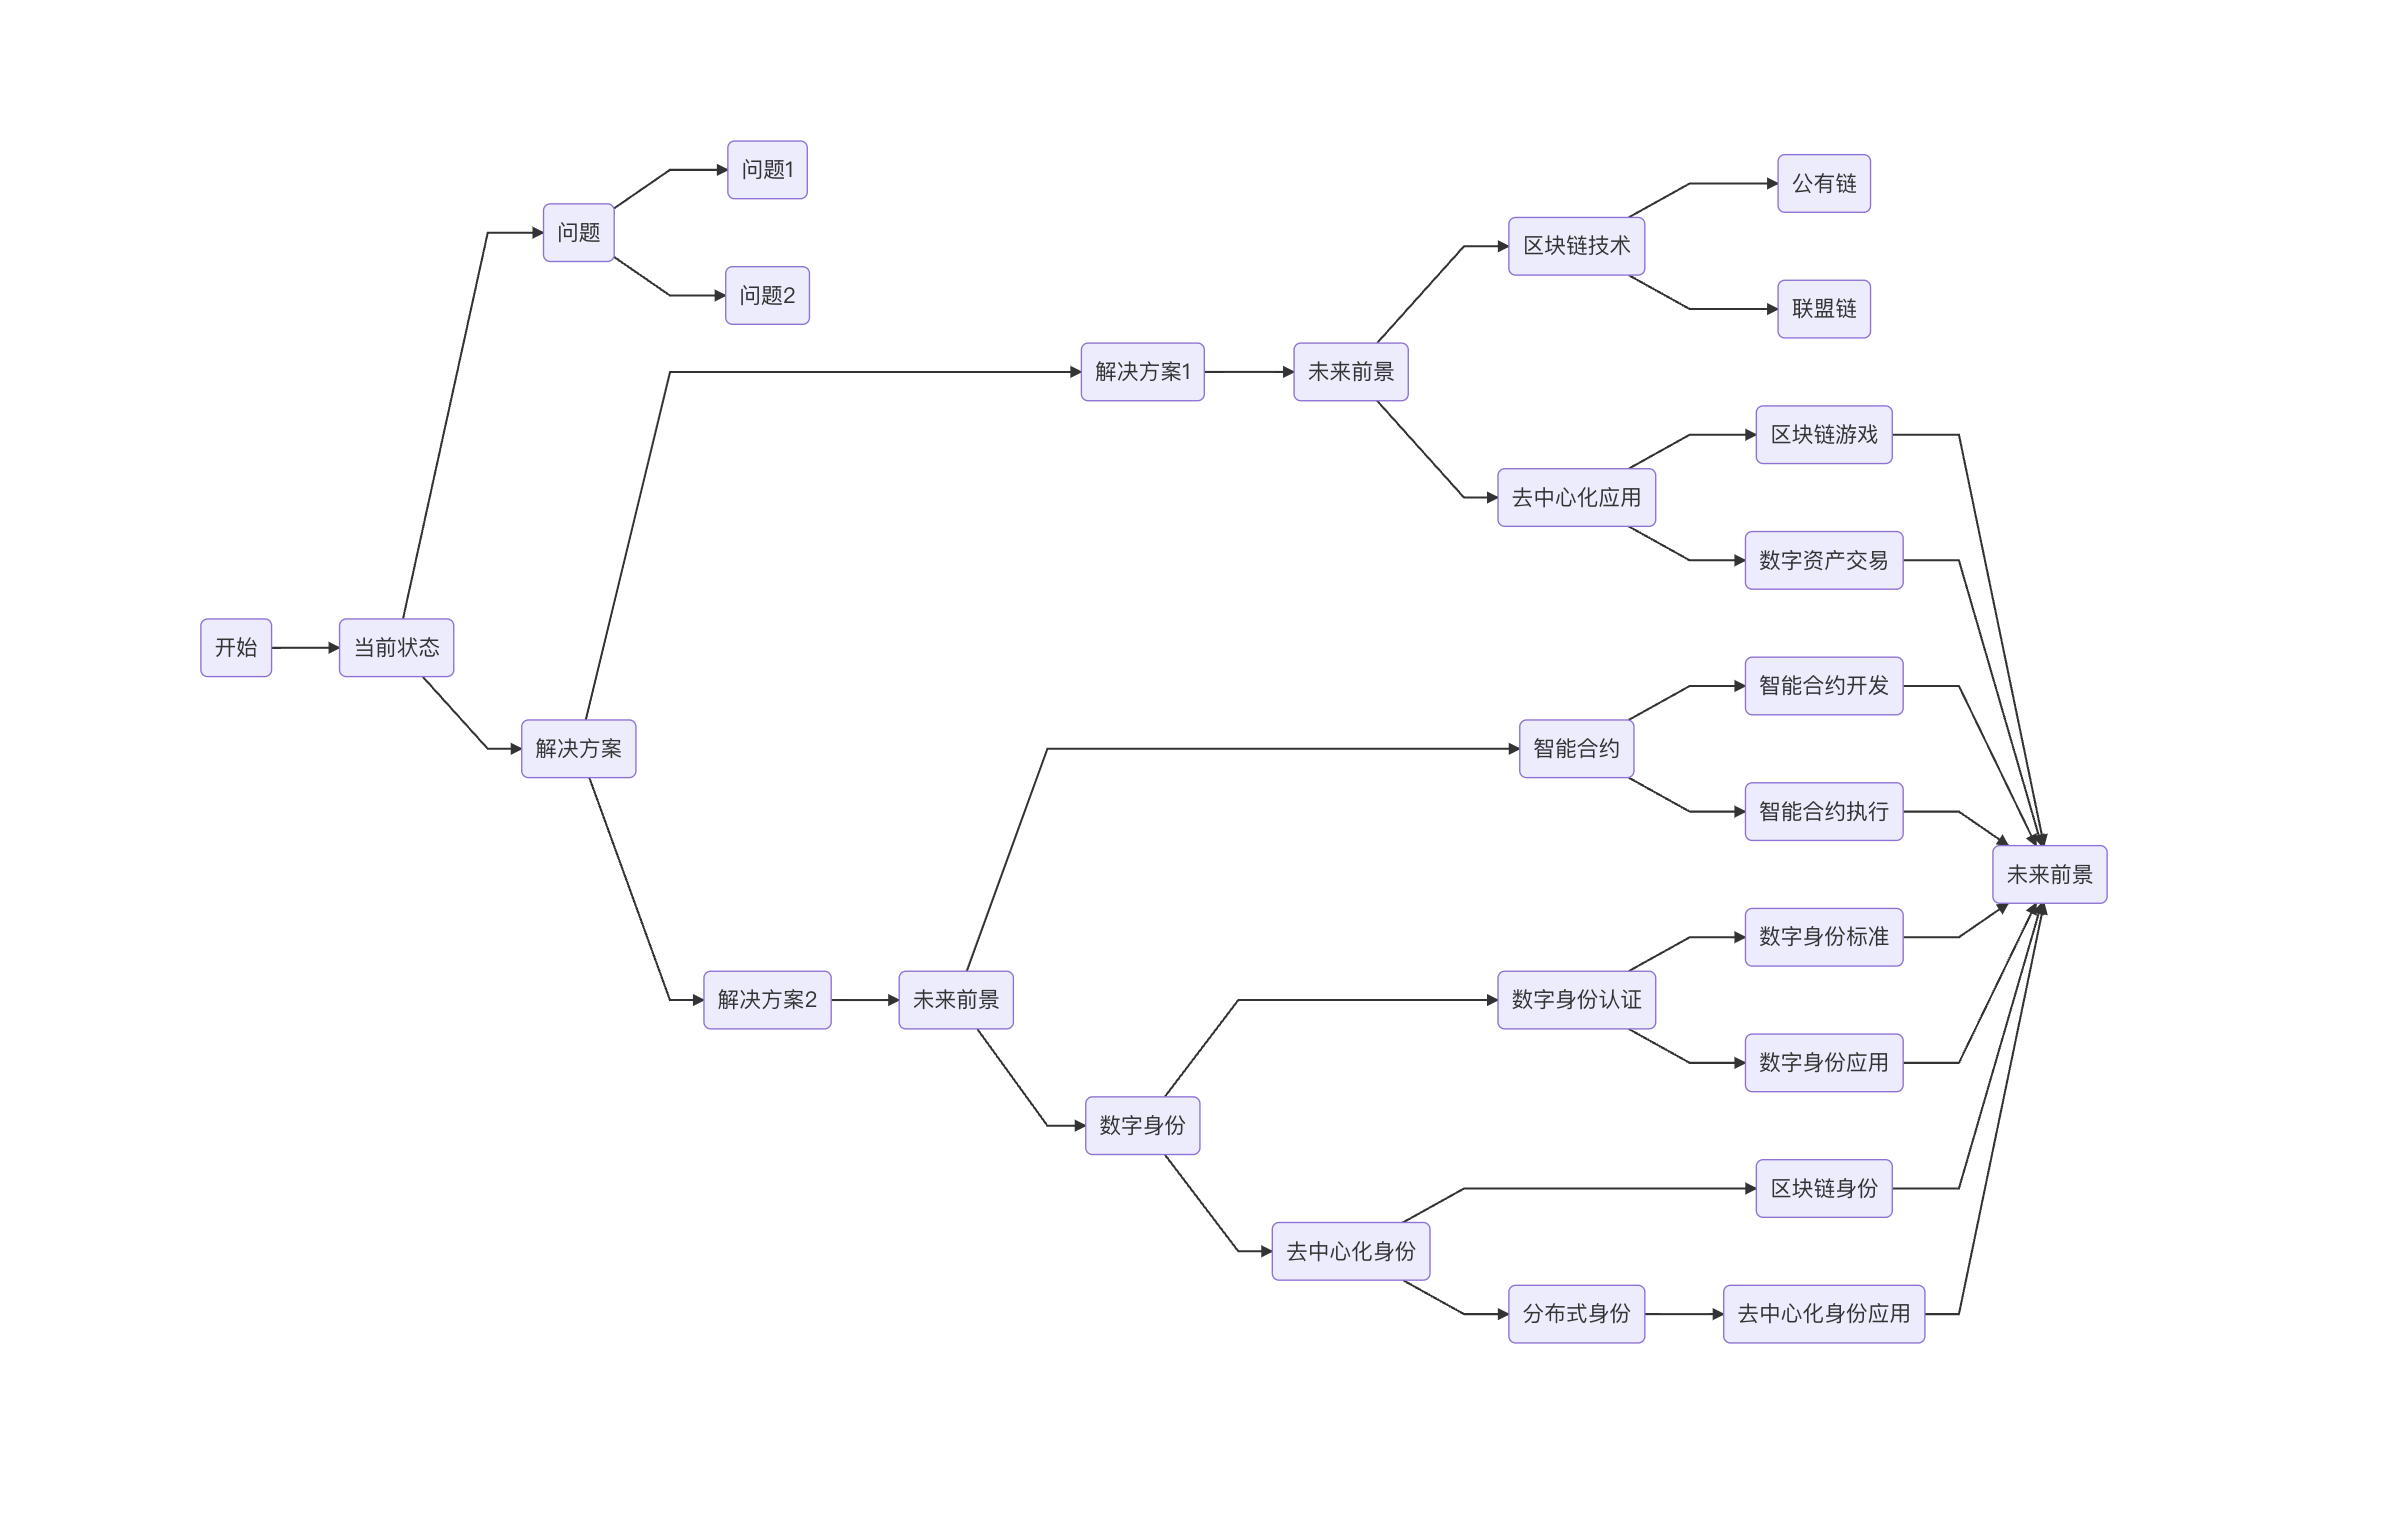 开始
当前状态
问题
问题1
问题2
解决方案
解决方案1
未来前景
区块链技术
公有链
联盟链
去中心化应用
区块链游戏
数字资产交易
解决方案2
未来前景
智能合约
智能合约开发
智能合约执行
数字身份
数字身份认证
数字身份标准
数字身份应用
去中心化身份
区块链身份
分布式身份
去中心化身份应用
未来前景